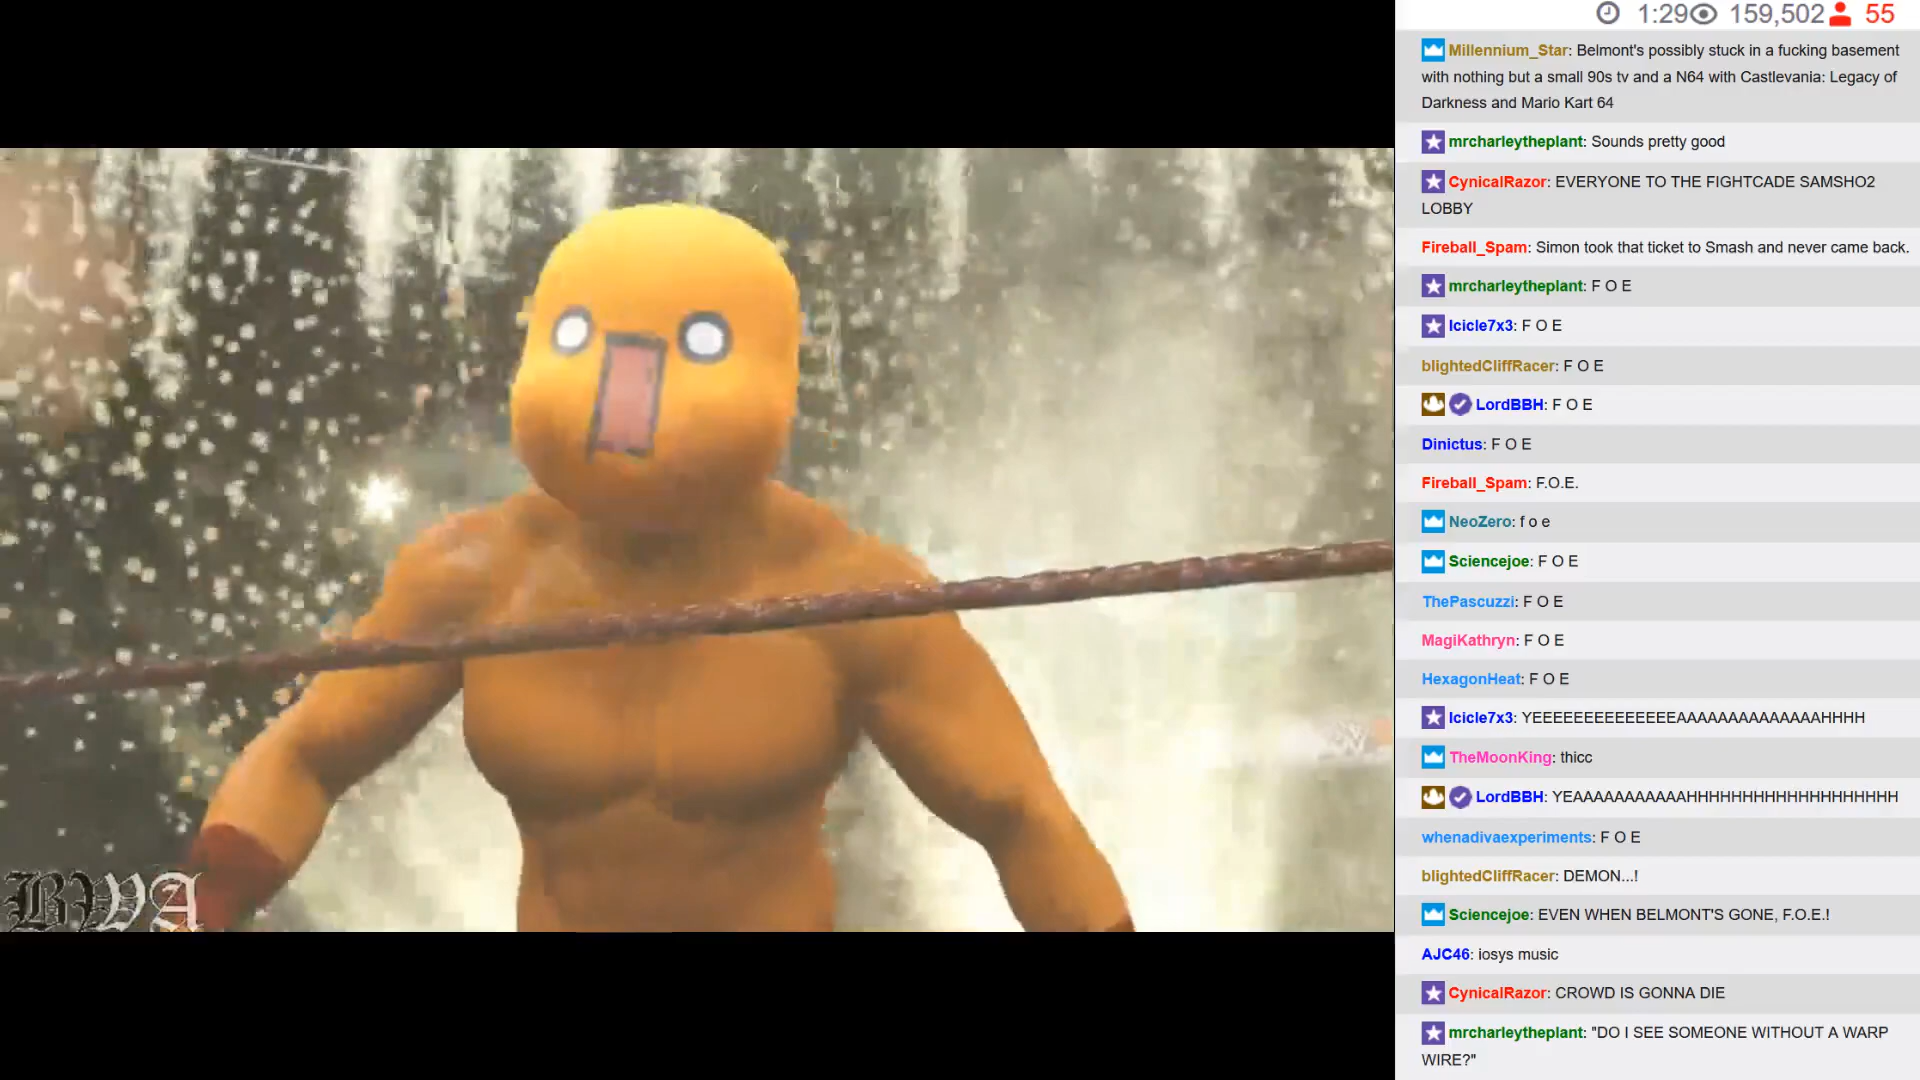 1:29 159,502 55
Millennium_Star: Belmont's possibly stuck in a fucking basement
with nothing but a small 90s tv and a N64 with Castlevania: Legacy of
Darkness and Mario Kart 64
mrcharleytheplant: Sounds pretty good
CynicalRazor: EVERYONE TO THE FIGHTCADE SAMSHO2
LOBBY
Fireball_Spam: Simon took that ticket to Smash and never came back.
mrcharleytheplant: F O E
Icicle7x3: F O E
blightedCliffRacer: F O E
LordBBH: F O E
Dinictus: F O E
Fireball_Spam: F.O.E.
NeoZero: f o e
Sciencejoe: F O E
ThePascuzzi: F O E
MagiKathryn: F O E
HexagonHeat: F O E
Icicle7x3: YEEEEEEEEEEEEEEAAAAAAAAAAAAAAHHHH
TheMoonKing: thicc
LordBBH: YEAAAAAAAAAAAHHHHHHHHHHHHHHHHHHH
whenadivaexperiments: F O E
blightedCliffRacer: DEMON...!
Sciencejoe: EVEN WHEN BELMONT'S GONE, F.O.E.!
AJC46: iosys music
CynicalRazor: CROWD IS GONNA DIE
mrcharleytheplant: "DO I SEE SOMEONE WITHOUT A WARP
WIRE?"
BWA